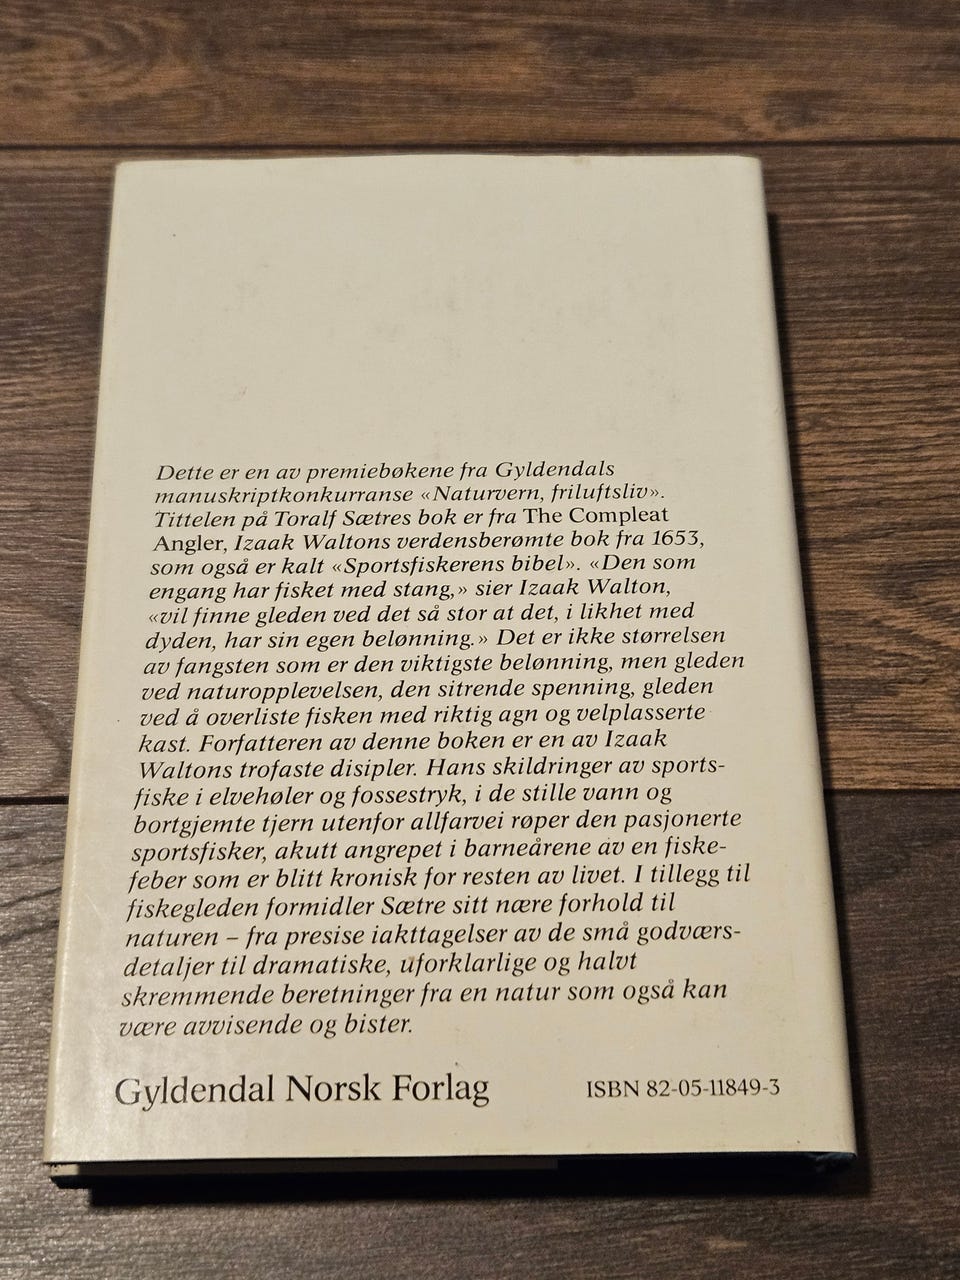 Dette er en av premiebøkene fra Gyldendals
manuskriptkonkurranse «Naturvern, friluftsliv».
Tittelen på Toralf Sætres bok er fra The Compleat
Angler, Izaak Waltons verdensberømte bok fra 1653,
som også er kalt «Sportsfiskerens bibel». «Den som
engang har fisket med stang,» sier Izaak Walton,
«vil finne gleden ved det så stor at det, i likhet med
dyden, har sin egen belønning.» Det er ikke størrelsen
av fangsten som er den viktigste belønning, men gleden
ved naturopplevelsen, den sitrende spenning, gleden
ved å overliste fisken med riktig agn og velplasserte
kast. Forfatteren av denne boken er en av Izaak
Waltons trofaste disipler. Hans skildringer av sports-
fiske i elvehøler og fossestryk, i de stille vann og
bortgjemte tjern utenfor allfarvei røper den pasjonerte
sportsfisker, akutt angrepet i barneårene av en fiske-
feber som er blitt kronisk for resten av livet. I tillegg til
fiskegleden formidler Sætre sitt nære forhold til
naturen – fra presise iakttagelser av de små godværs-
detaljer til dramatiske, uforklarlige og halvt
skremmende beretninger fra en natur som også kan
være avvisende og bister.
Gyldendal Norsk Forlag ISBN 82-05-11849-3